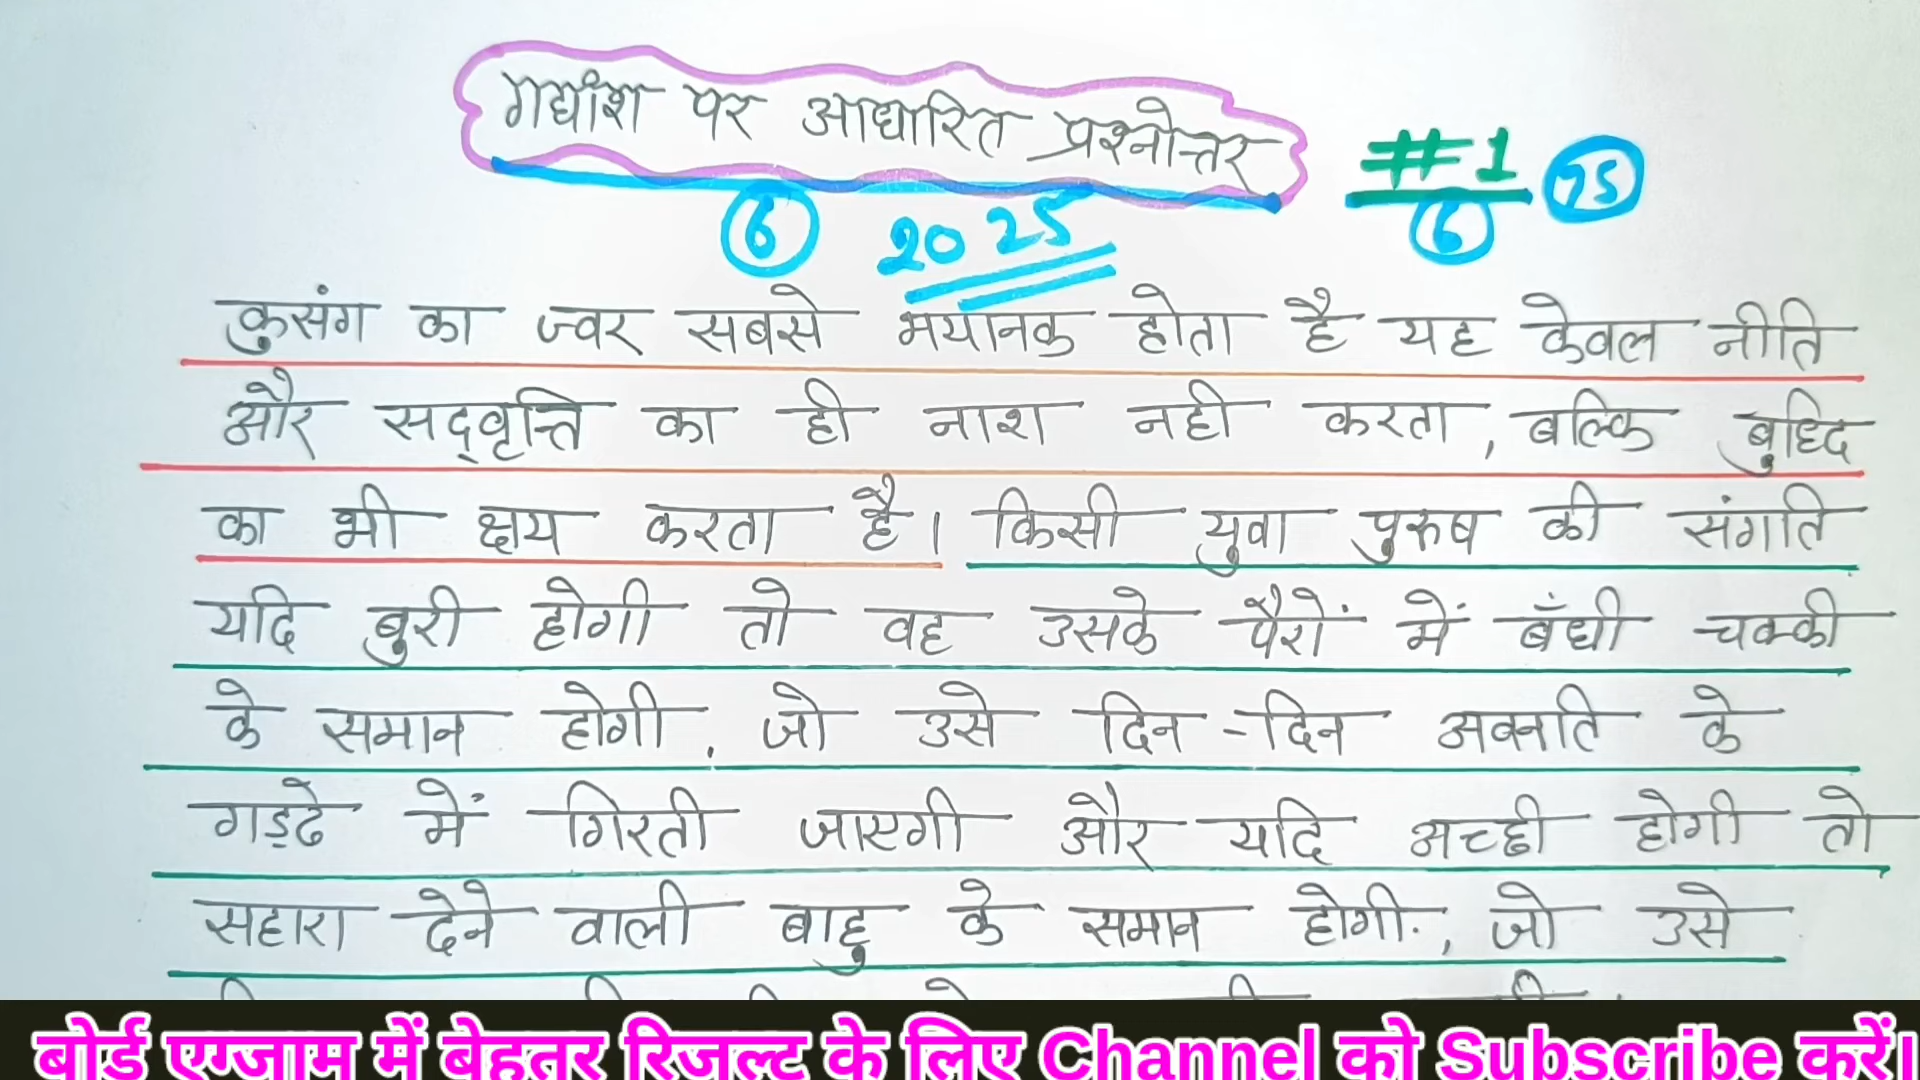 गद्यांश पर आधारित प्रश्नोत्तर
#1 75
6 2025 6
कुसंग का ज्वर सबसे भयानक होता है यह केवल नीति
और सद्‌वृत्ति का ही नाश नही करता, बल्कि बुध्दि
का भी क्षय करता है। किसी युवा पुरुष की संगति
यदि बुरी होगी तो वह उसके पैरों में बँधी चक्की
के समान होगी, जो उसे दिन-दिन अवनति के
गड्ढे में गिरती जाएगी और यदि अच्छी होगी तो
सहारा देने वाली बाहु के समान होगी, जो उसे
बोर्ड एग्जाम में बेहतर रिजल्ट के लिए Channel को Subscribe करें।